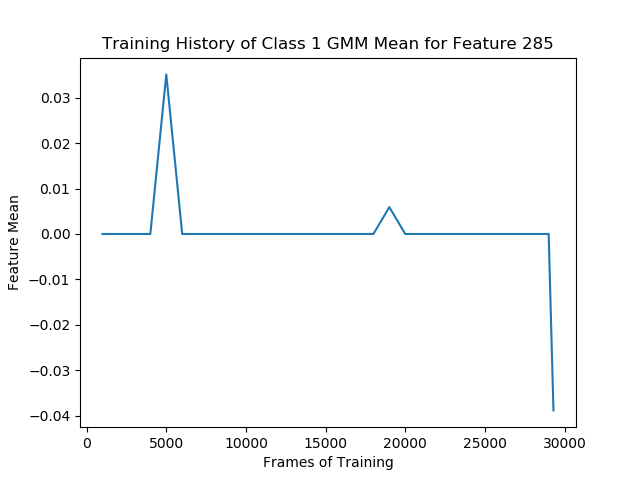 Training History of Class 1 GMM Mean for Feature 285
0.03
0.02
0.01
0.00
−0.01
−0.02
−0.03
−0.04
Feature Mean
0 5000 10000 15000 20000 25000 30000
Frames of Training